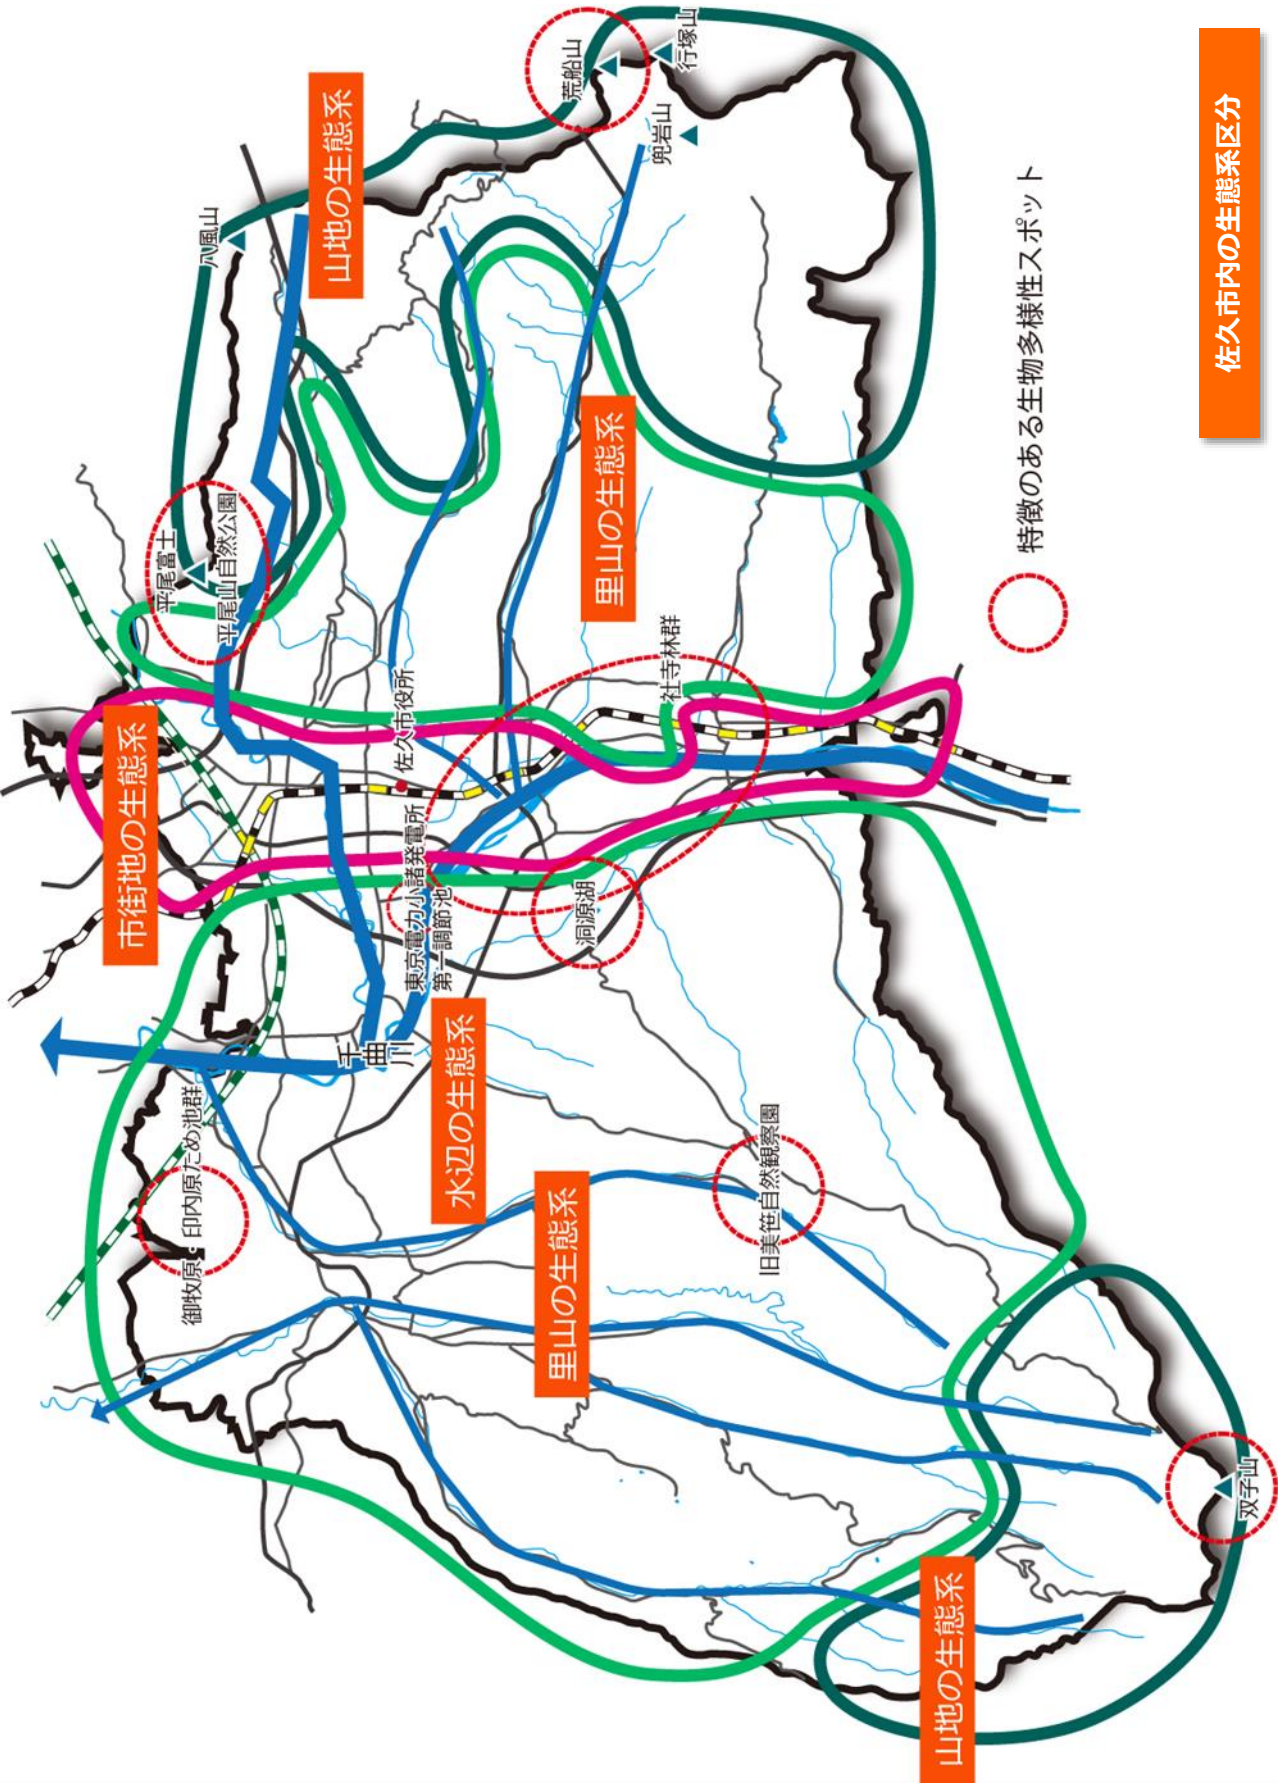 佐久市内の生態系区分
特徴のある生物多様性スポット
山地の生態系
八風山
荒船山
行塚山
兜岩山
平尾富士
平尾山自然公園
里山の生態系
市街地の生態系
佐久市役所
社寺林群
東京電力小諸発電所
第一調節池
洞源湖
千曲川
水辺の生態系
御牧原・印内原ため池群
里山の生態系
旧美笹自然観察園
山地の生態系
双子山